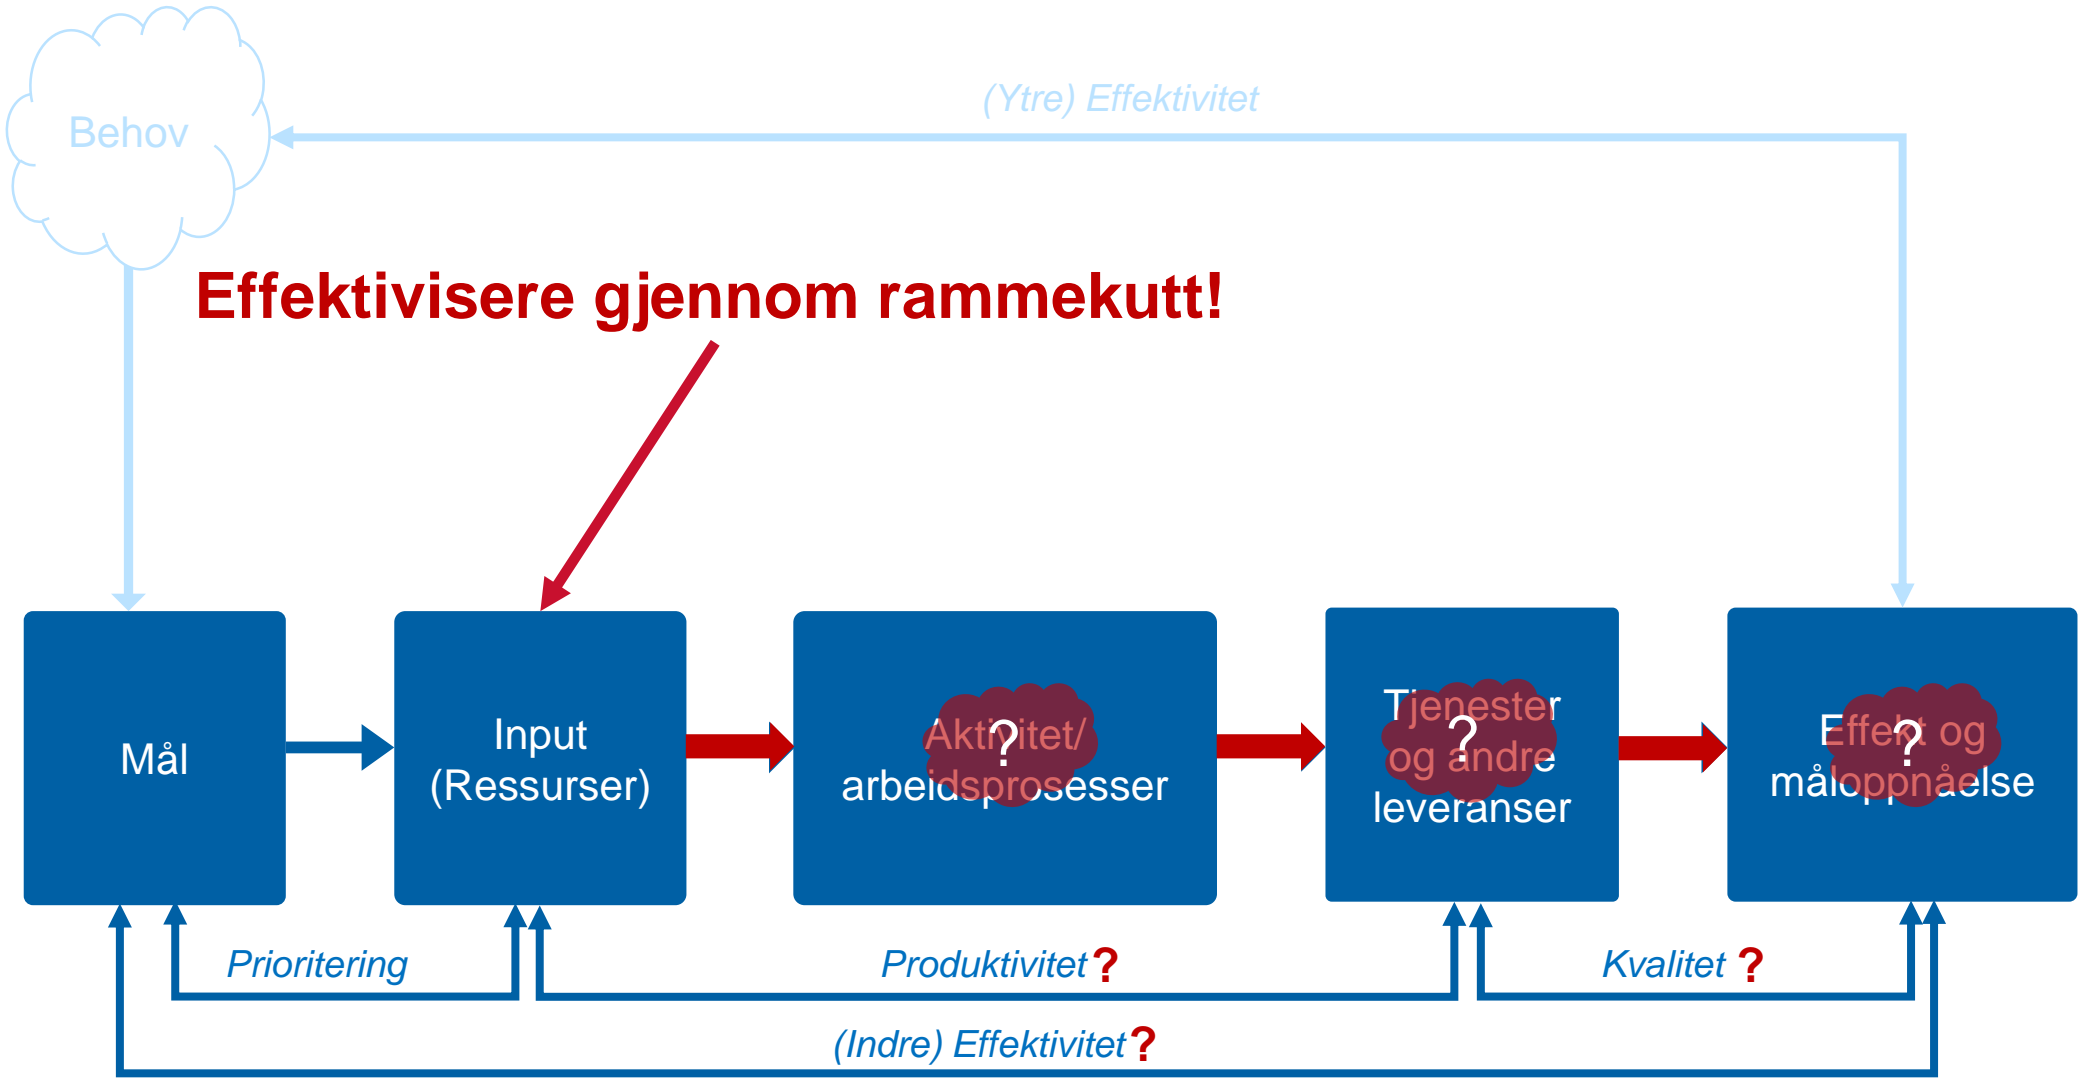 (Ytre) Effektivitet
Behov
Effektivisere gjennom rammekutt!
Mål
Input
(Ressurser)
Aktivitet/
arbeidsprosesser
?
Tjenester
og andre
leveranser
?
Effekt og
måloppnåelse
?
Prioritering
Produktivitet ?
Kvalitet ?
(Indre) Effektivitet ?